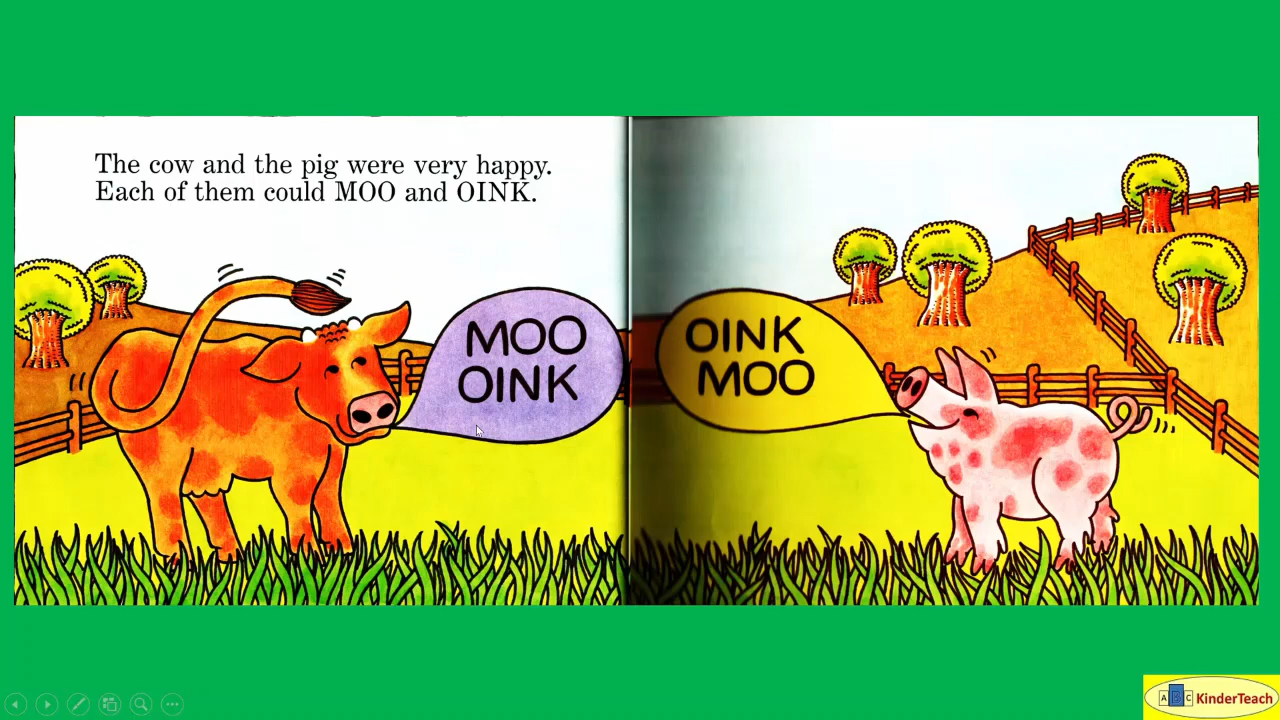 The cow and the pig were very happy.
Each of them could MOO and OINK.
MOO
OINK
OINK
MOO
ABC KinderTeach